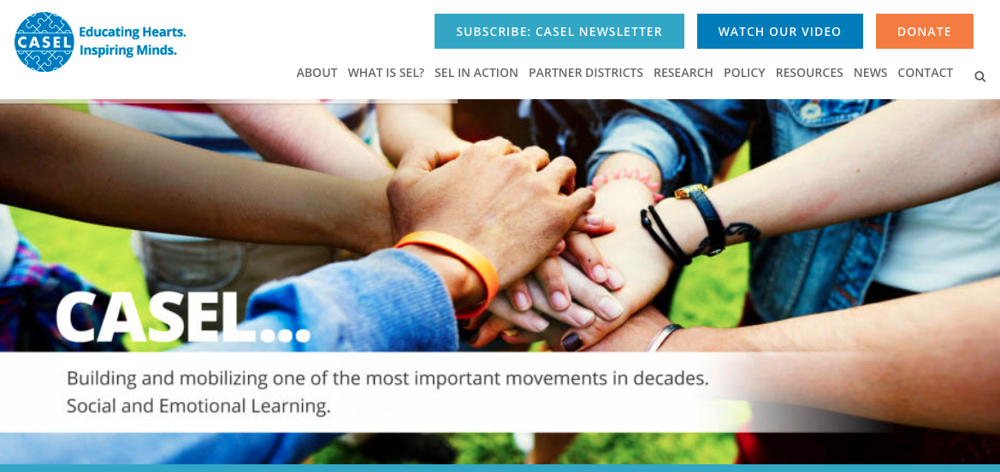 CASEL
Educating Hearts.
Inspiring Minds.
SUBSCRIBE: CASEL NEWSLETTER
WATCH OUR VIDEO
DONATE
ABOUT WHAT IS SEL? SEL IN ACTION PARTNER DISTRICTS RESEARCH POLICY RESOURCES NEWS CONTACT
CASEL...
Building and mobilizing one of the most important movements in decades.
Social and Emotional Learning.